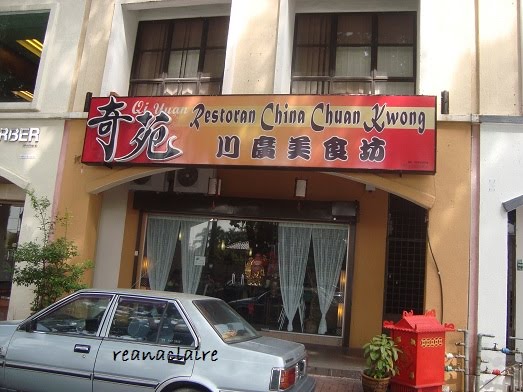 Qi Yuan
奇苑
Restoran China Chuan Kwong
川廣美食坊
RBER
reanaclaire